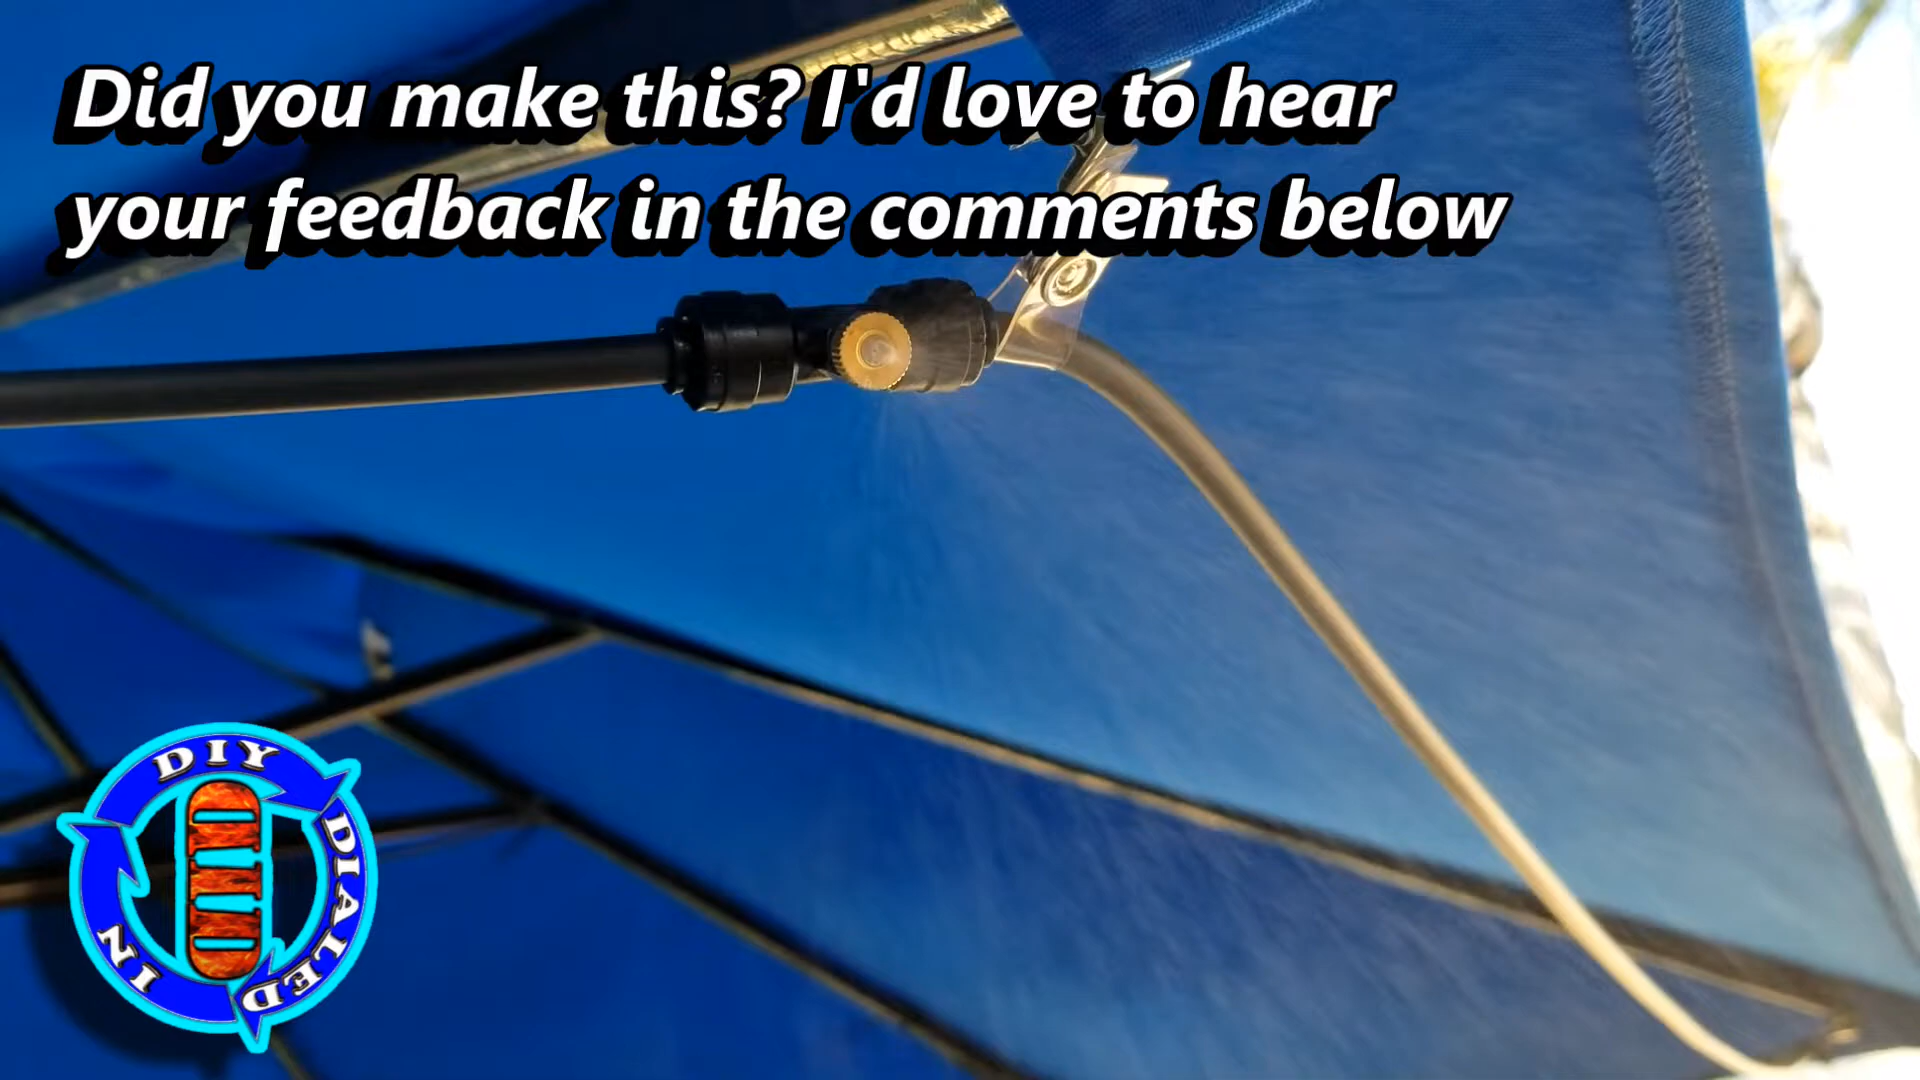 Did you make this? I'd love to hear
your feedback in the comments below
DIY
DIALED
IN